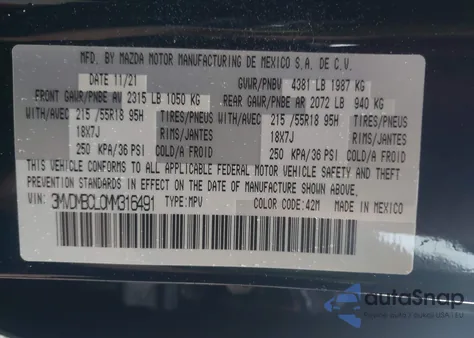 MFD. BY MAZDA MOTOR MANUFACTURING DE MEXICO S.A. DE C.V.
DATE 11/21 GVWR/PNBV 4381 LB 1987 KG
FRONT GAWR/PNBE AV 2315 LB 1050 KG REAR GAWR/PNBE AR 2072 LB 940 KG
WITH/AVEC 215 /55R18 95H TIRES/PNEUS WITH/AVEC 215 /55R18 95H TIRES/PNEUS
18X7J RIMS/JANTES 18X7J RIMS/JANTES
250 KPA/36 PSI COLD/A FROID 250 KPA/36 PSI COLD/A FROID
THIS VEHICLE CONFORMS TO ALL APPLICABLE FEDERAL MOTOR VEHICLE SAFETY AND THEFT
PREVENTION STANDARDS IN EFFECT ON THE DATE OF MANUFACTURE SHOWN ABOVE.
VIN: 3MVDMBCL0MM316491 TYPE:MPV COLOR CODE:42M MADE IN MEXICO
autoSnap